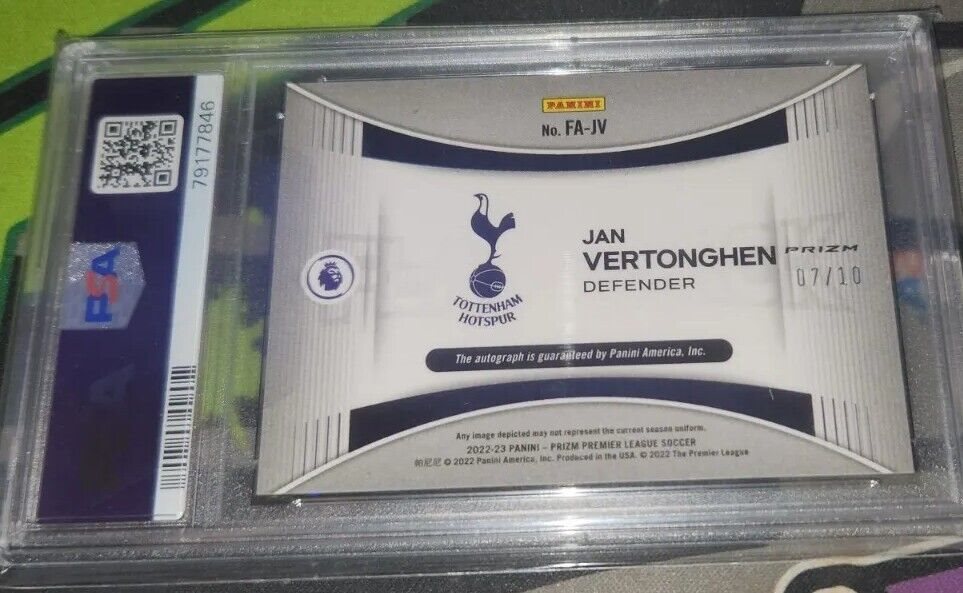 79177846
PSA
PANINI
No. FA-JV
TOTTENHAM
HOTSPUR
JAN
VERTONGHEN
DEFENDER
PRIZM
07/10
The autograph is guaranteed by Panini America, Inc.
Any image depicted may not represent the current season uniform.
2022-23 PANINI - PRIZM PREMIER LEAGUE SOCCER
帕尼尼 © 2022 Panini America, Inc. Produced in the USA. © 2022 The Premier League